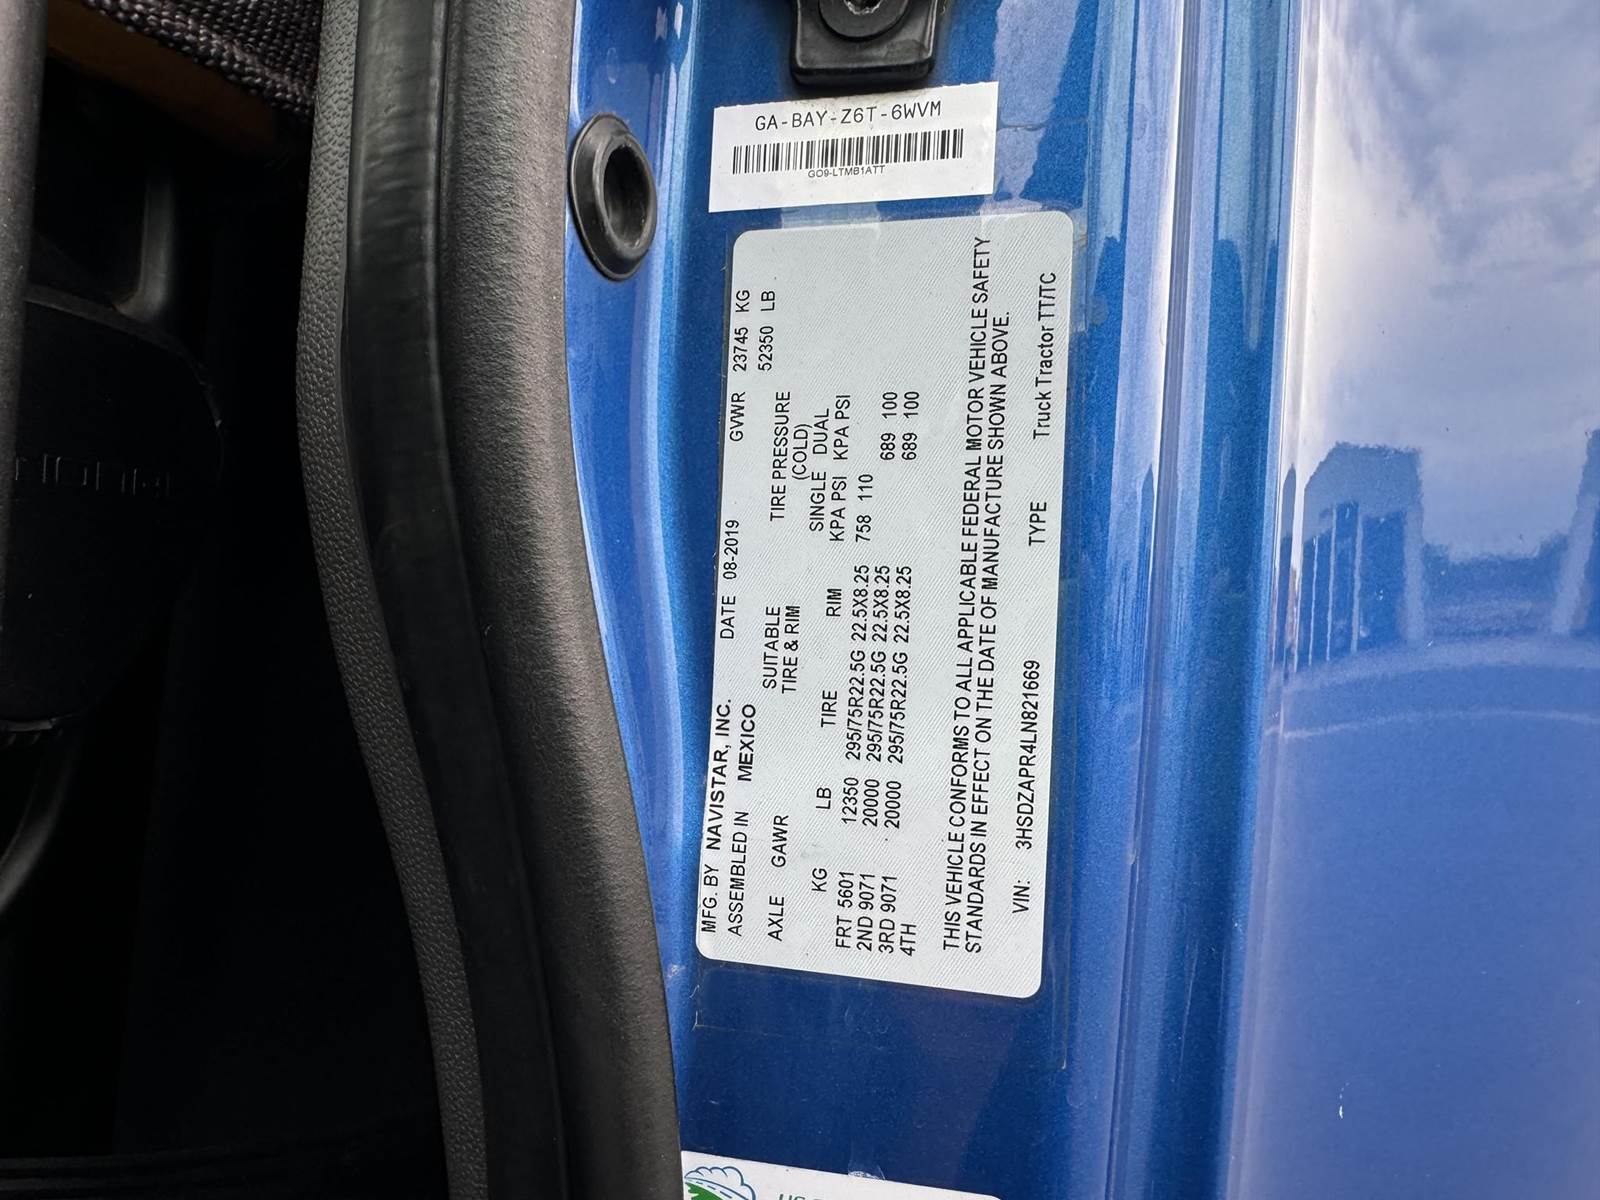 GA-BAY-Z6T-6WVM
GO9-LTMB1ATT
MFG. BY NAVISTAR, INC. DATE 08-2019 GVWR 23745 KG
ASSEMBLED IN MEXICO 52350 LB
AXLE GAWR SUITABLE TIRE PRESSURE
TIRE & RIM (COLD)
SINGLE DUAL
KG LB TIRE RIM KPA PSI KPA PSI
FRT 5601 12350 295/75R22.5G 22.5X8.25 758 110
2ND 9071 20000 295/75R22.5G 22.5X8.25 689 100
3RD 9071 20000 295/75R22.5G 22.5X8.25 689 100
4TH
THIS VEHICLE CONFORMS TO ALL APPLICABLE FEDERAL MOTOR VEHICLE SAFETY
STANDARDS IN EFFECT ON THE DATE OF MANUFACTURE SHOWN ABOVE.
VIN: 3HSDZAPR4LN821669 TYPE Truck Tractor TT/TC